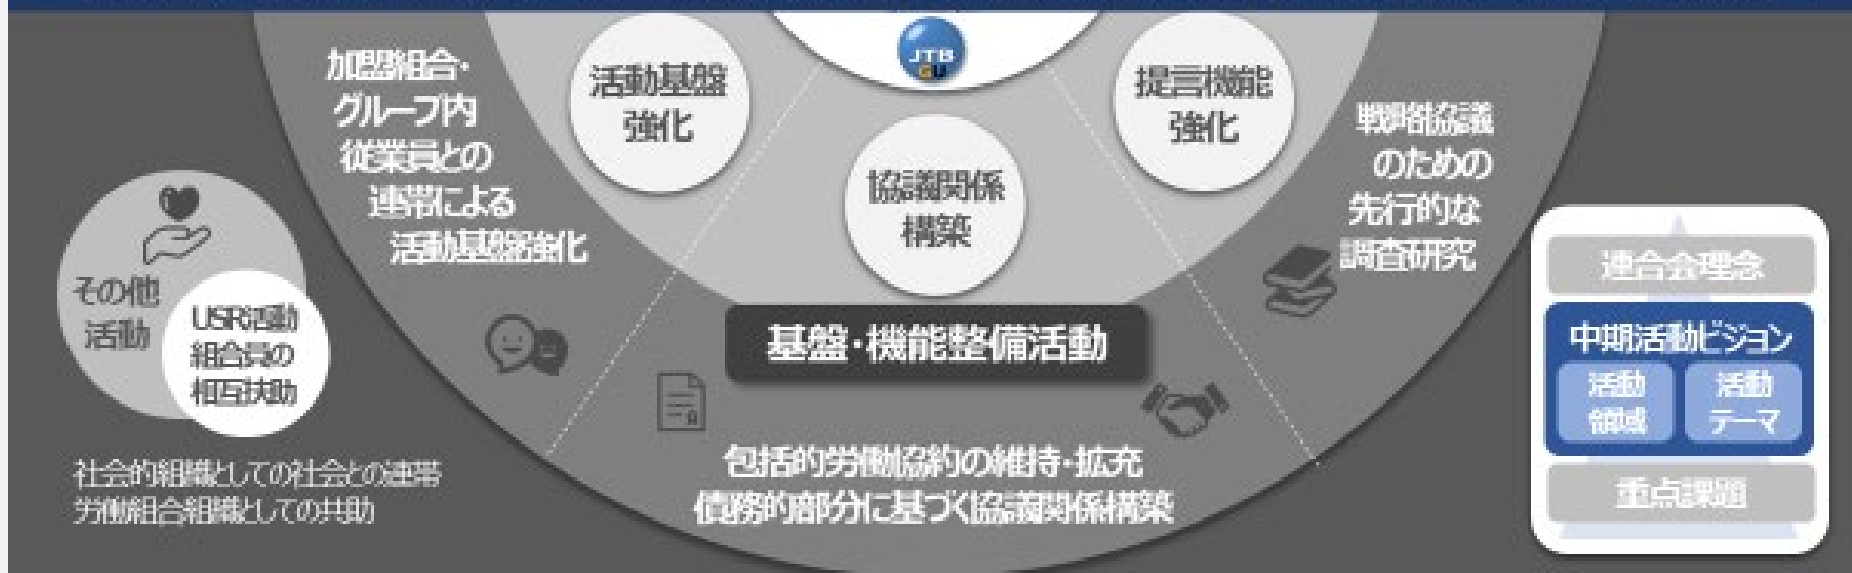 JTB
GU
加盟組合・
グループ内
従業員との
連帯による
活動基盤強化
活動基盤
強化
協議関係
構築
提言機能
強化
戦略協議
のための
先行的な
調査研究
基盤・機能整備活動
包括的労働協約の維持・拡充
債務的部分に基づく協議関係構築
その他
活動
USR活動
組合員の
相互扶助
社会的組織としての社会との連帯
労働組合組織としての共助
連合会理念
中期活動ビジョン
活動
領域
活動
テーマ
重点課題